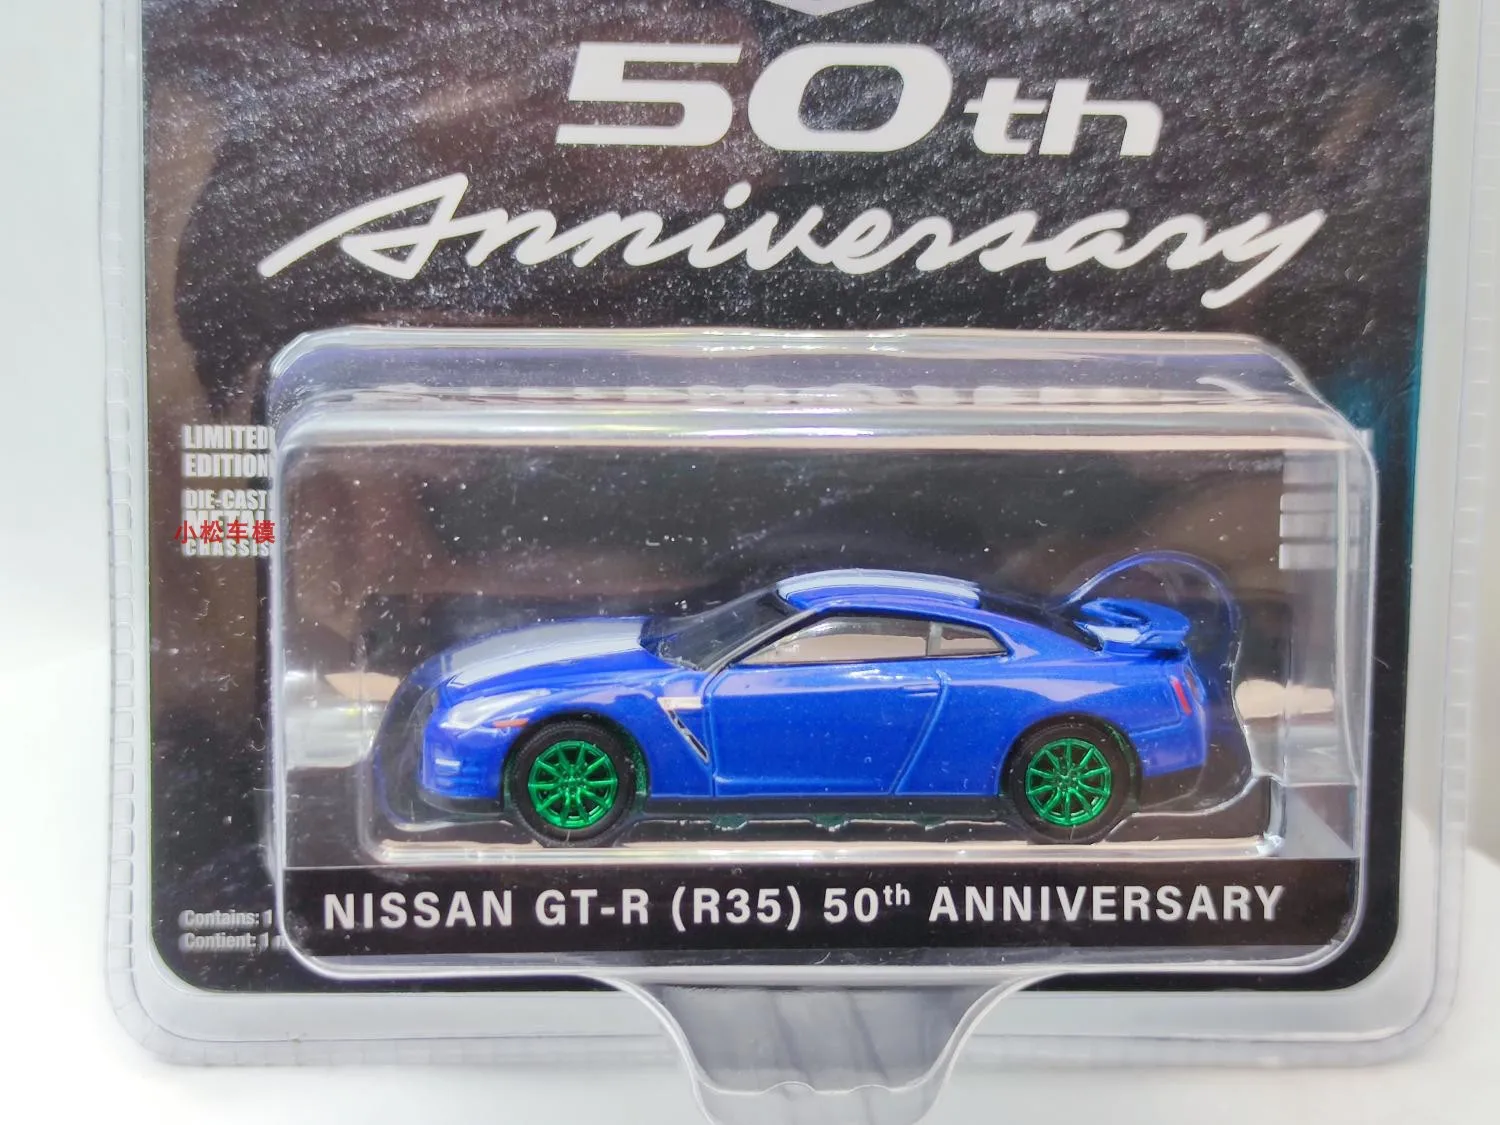 50th
Anniversary
LIMITED
EDITION
DIE-CAST
METAL
小松车模
CHASSIS
NISSAN GT-R (R35) 50th ANNIVERSARY
Contains: 1
Contient: 1